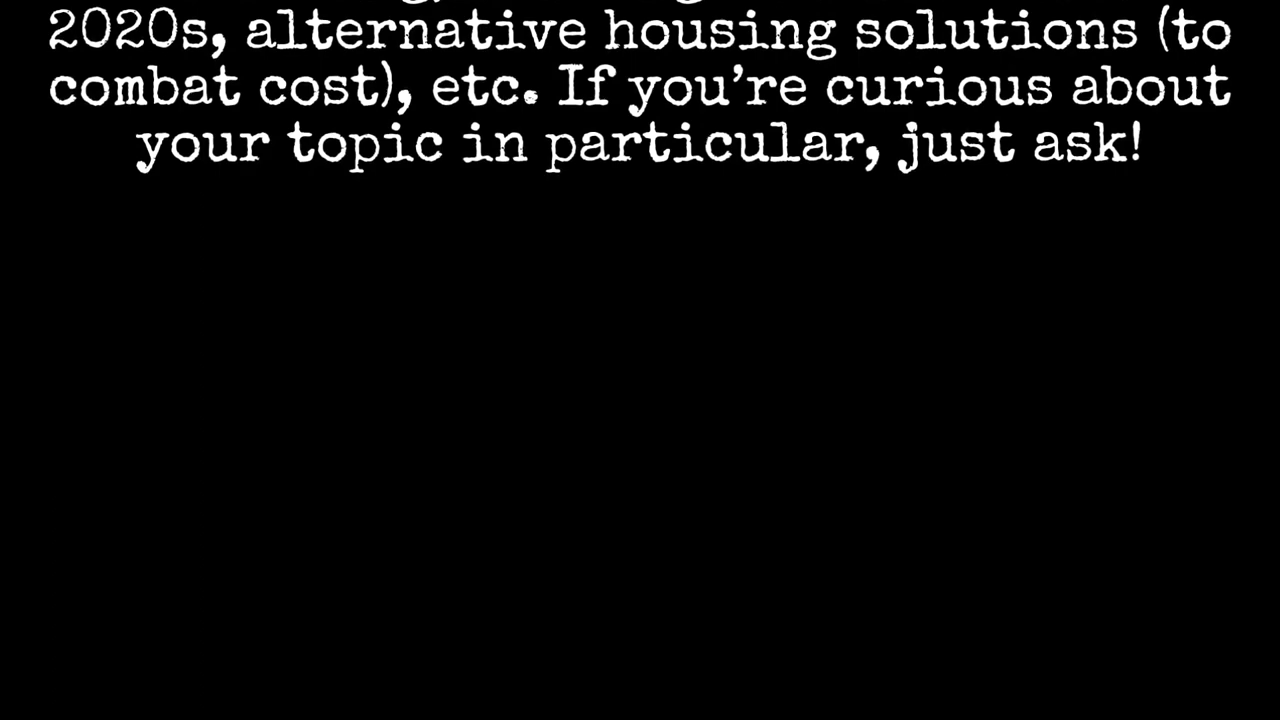 2020s, alternative housing solutions (to
combat cost), etc. If you’re curious about
your topic in particular, just ask!